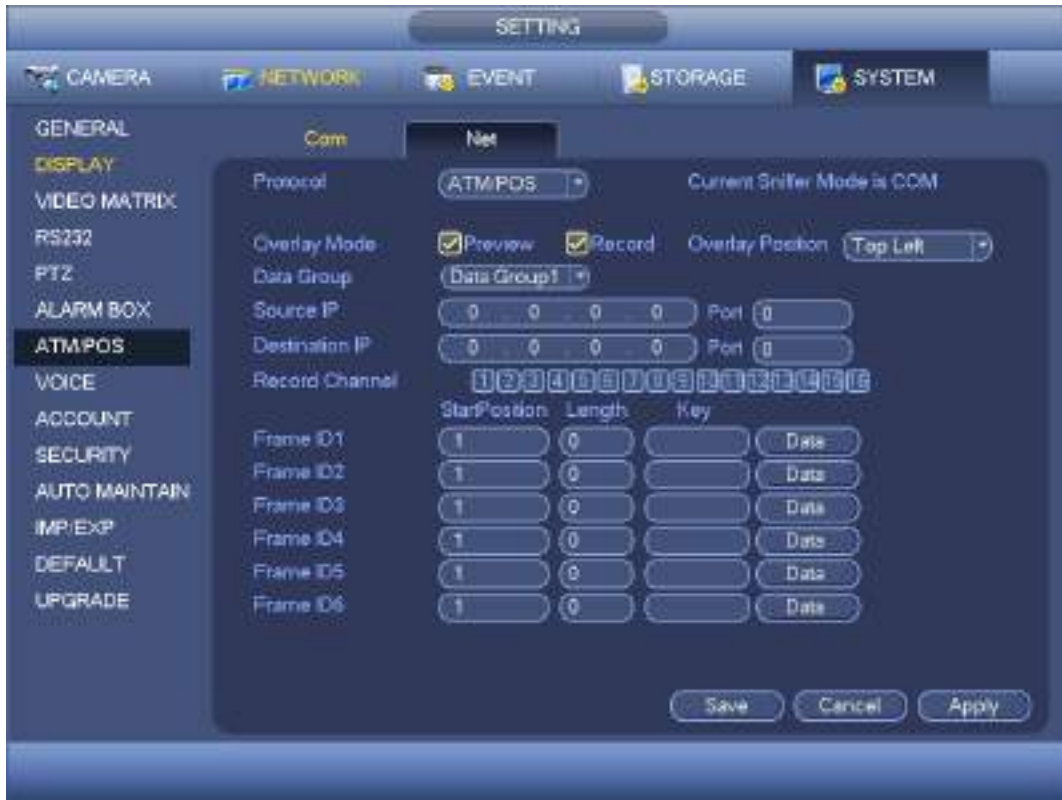 SETTING
CAMERA NETWORK EVENT STORAGE SYSTEM
GENERAL
DISPLAY
VIDEO MATRIX
RS232
PTZ
ALARM BOX
ATM/POS
VOICE
ACCOUNT
SECURITY
AUTO MAINTAIN
IMP/EXP
DEFAULT
UPGRADE
Com Net
Protocol ATM/POS Current Sniffer Mode is COM
Overlay Mode Preview Record Overlay Position Top Left
Data Group Data Group1
Source IP 0 . 0 . 0 . 0 Port 0
Destination IP 0 . 0 . 0 . 0 Port 0
Record Channel 1 2 3 4 5 6 7 8 9 10 11 12 13 14 15 16
StartPosition Length Key
Frame ID1 1 0 Data
Frame ID2 1 0 Data
Frame ID3 1 0 Data
Frame ID4 1 0 Data
Frame ID5 1 0 Data
Frame ID6 1 0 Data
Save Cancel Apply